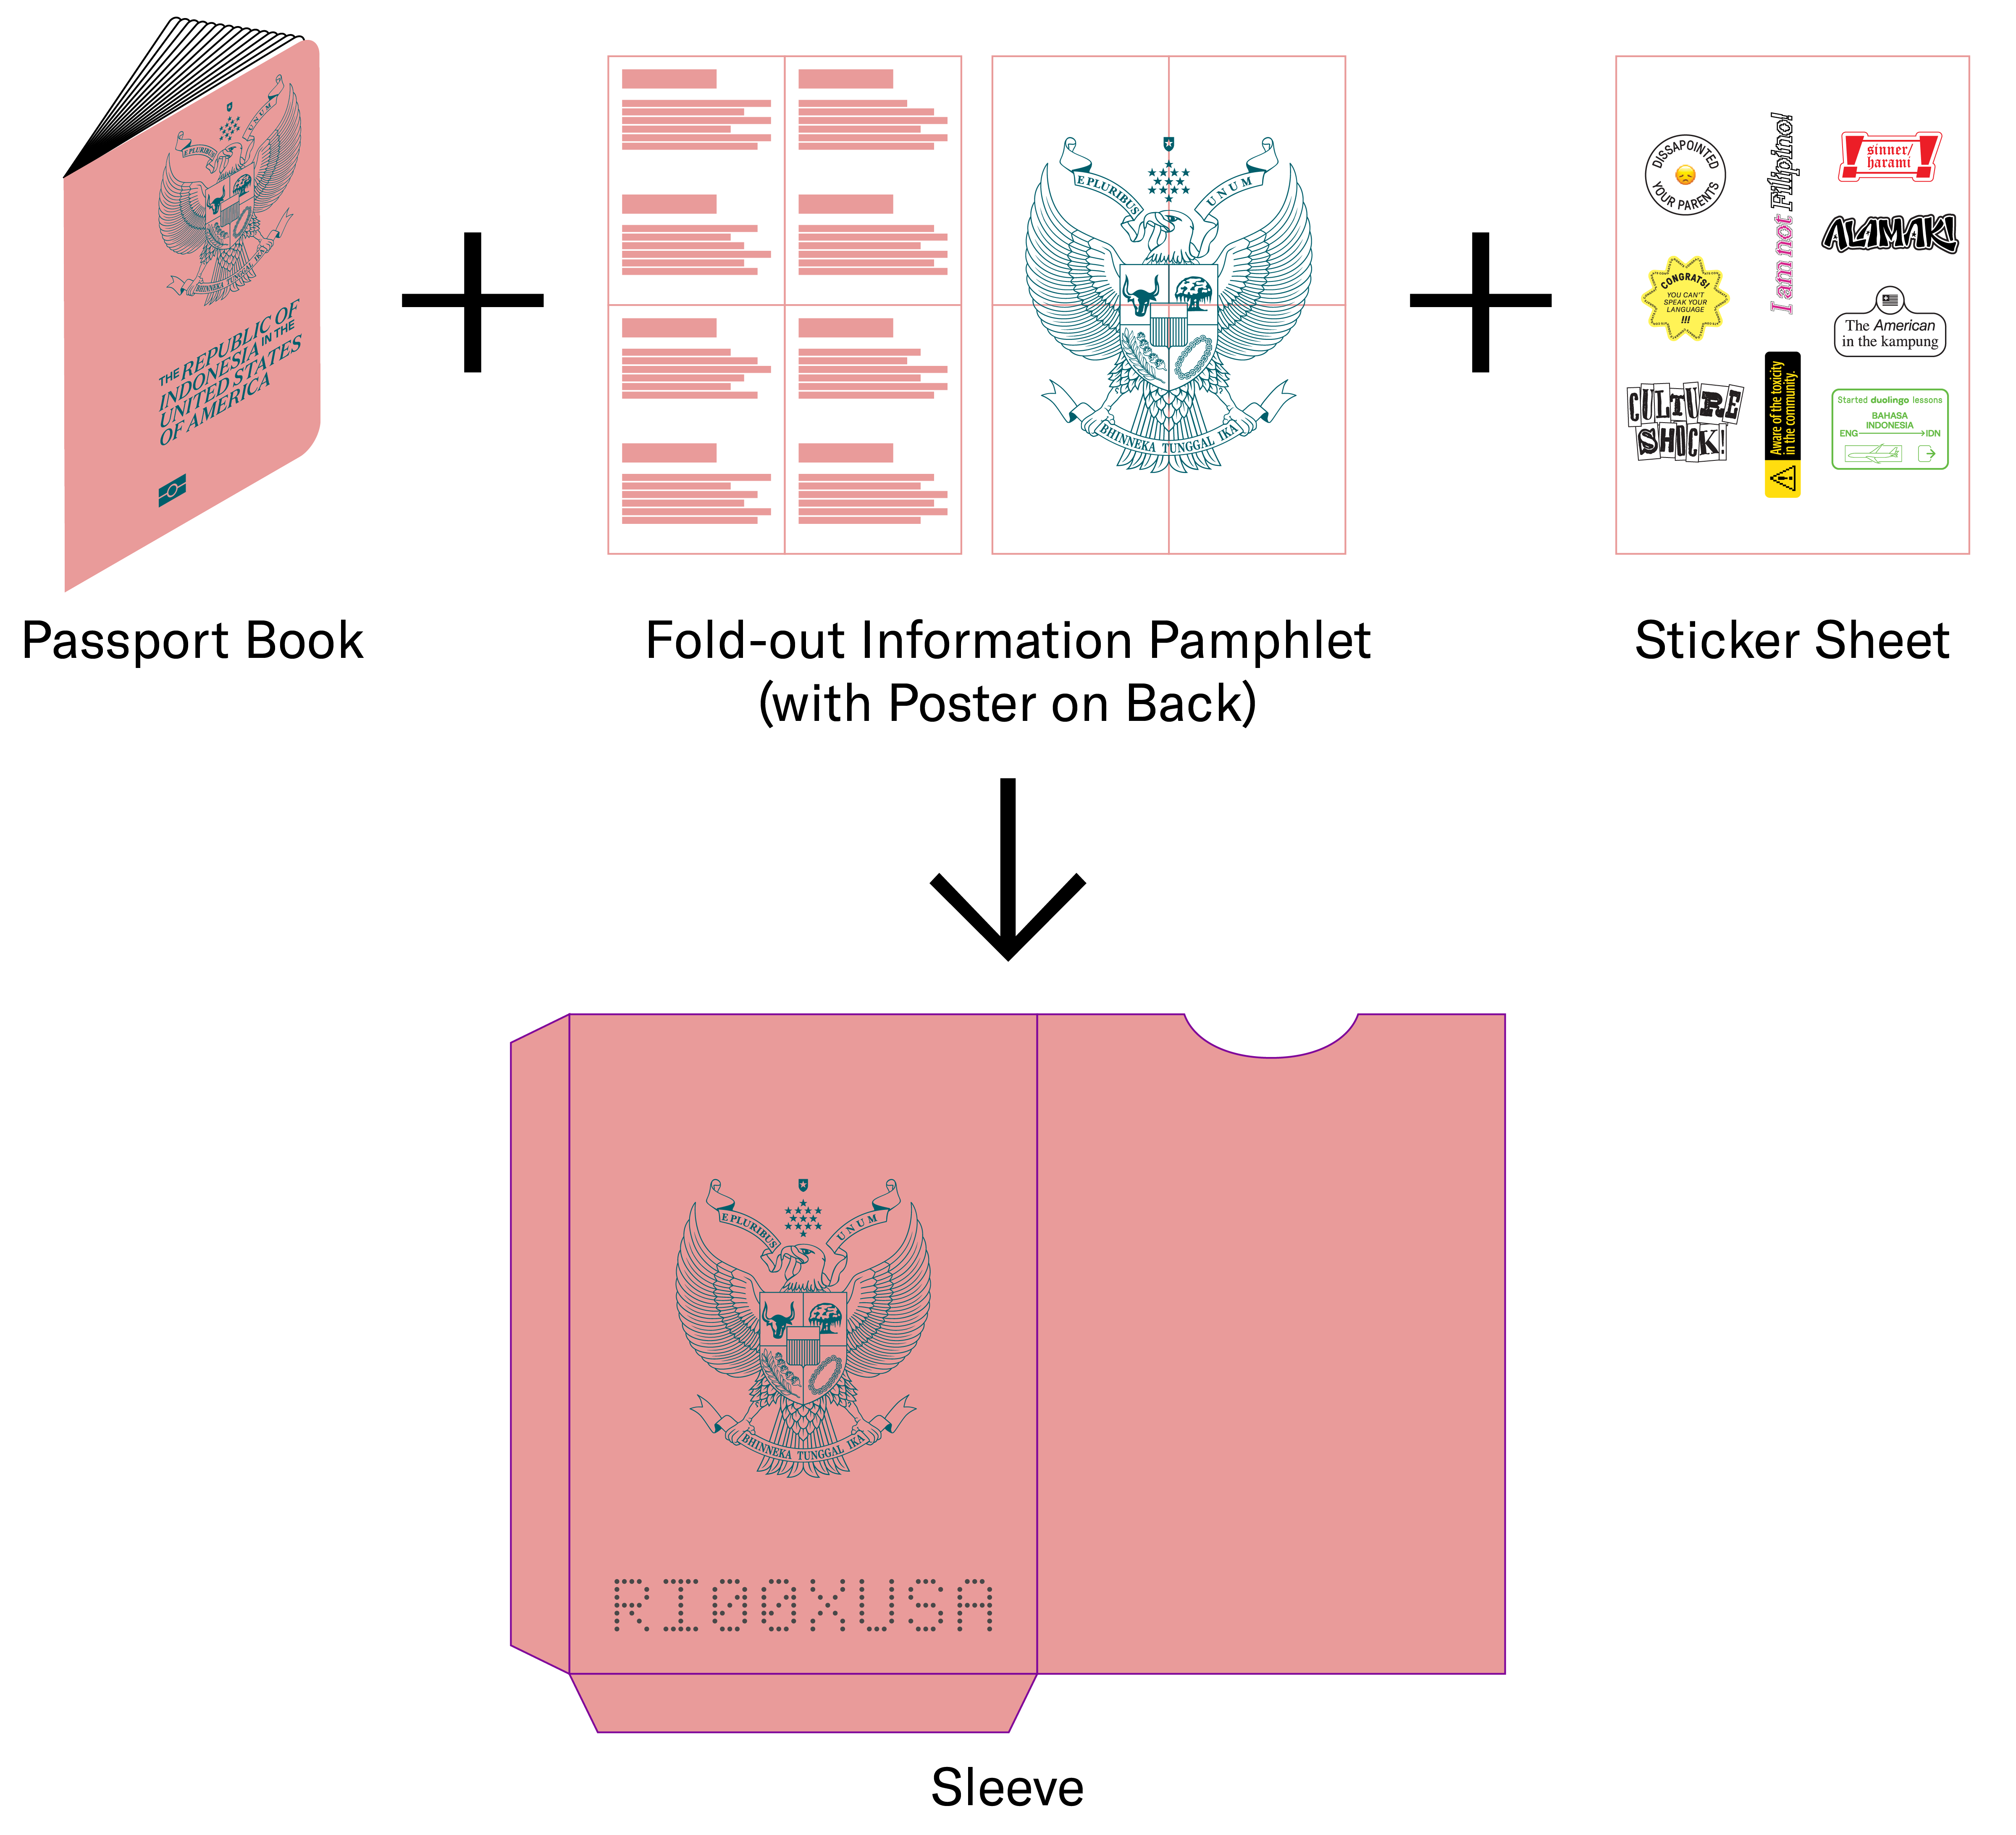 E PLURIBUS
UNUM
BHINNEKA TUNGGAL IKA
THE REPUBLIC OF
INDONESIA IN THE
UNITED STATES
OF AMERICA
Passport Book
E PLURIBUS
UNUM
BHINNEKA TUNGGAL IKA
Fold-out Information Pamphlet
(with Poster on Back)
DISSAPOINTED
YOUR PARENTS
I am not Filipino!
sinner/
harami
ALAMAK!
CONGRATS!
YOU CAN'T
SPEAK YOUR
LANGUAGE
!!!
The American
in the kampung
CULTURE
SHOCK!
Aware of the toxicity
in the community.
Started duolingo lessons
BAHASA
INDONESIA
ENG IDN
Sticker Sheet
E PLURIBUS
UNUM
BHINNEKA TUNGGAL IKA
RI00XUSA
Sleeve